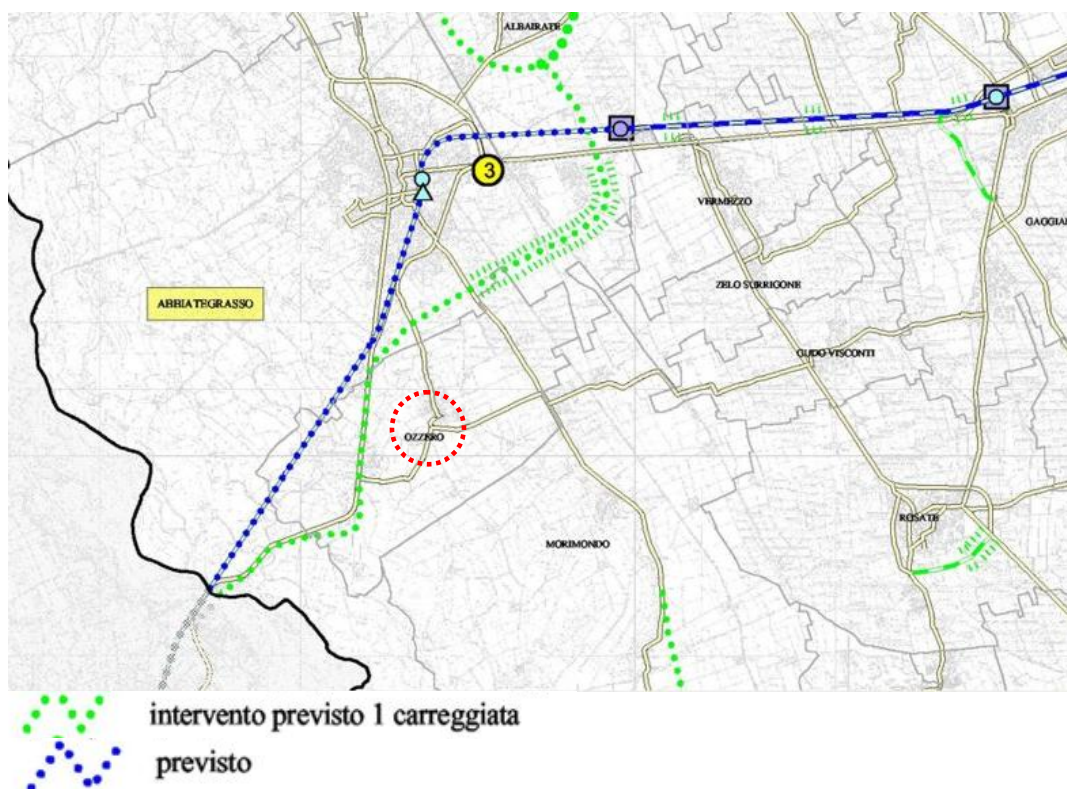 ALBAIRATE
3
VERMEZZO
GAGGIAN
ZELO SURRIGONE
ABBIATEGRASSO
GUDO VISCONTI
OZZERO
ROSATE
MORIMONDO
intervento previsto 1 carreggiata
previsto